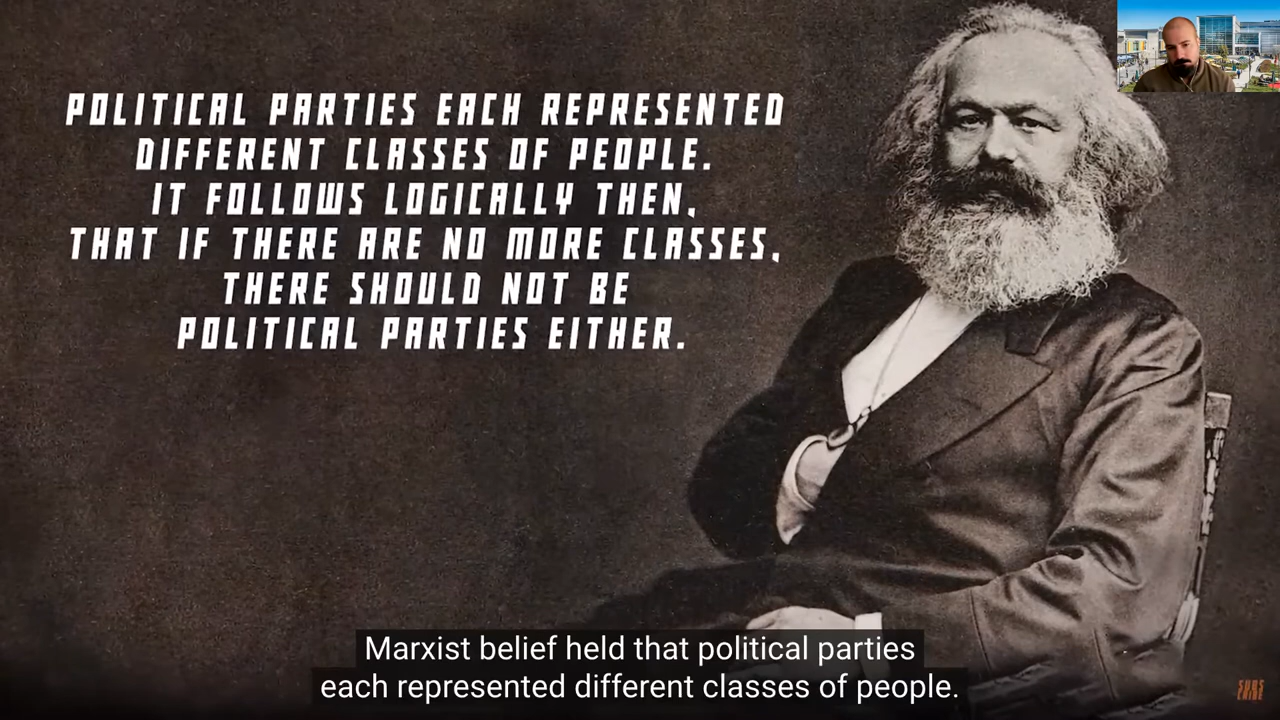 POLITICAL PARTIES EACH REPRESENTED
DIFFERENT CLASSES OF PEOPLE.
IT FOLLOWS LOGICALLY THEN,
THAT IF THERE ARE NO MORE CLASSES,
THERE SHOULD NOT BE
POLITICAL PARTIES EITHER.
Marxist belief held that political parties
each represented different classes of people.
SUBS
CRIBE